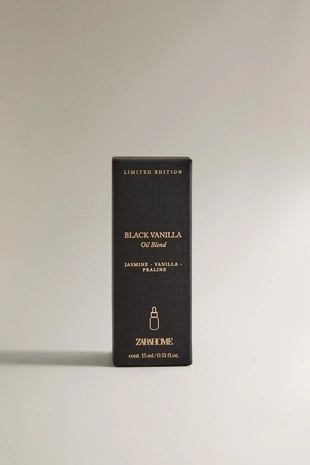 LIMITED EDITION
BLACK VANILLA
Oil Blend
JASMINE - VANILLA -
PRALINE
ZARAHOME
cont. 15 ml / 0.51 fl.oz.